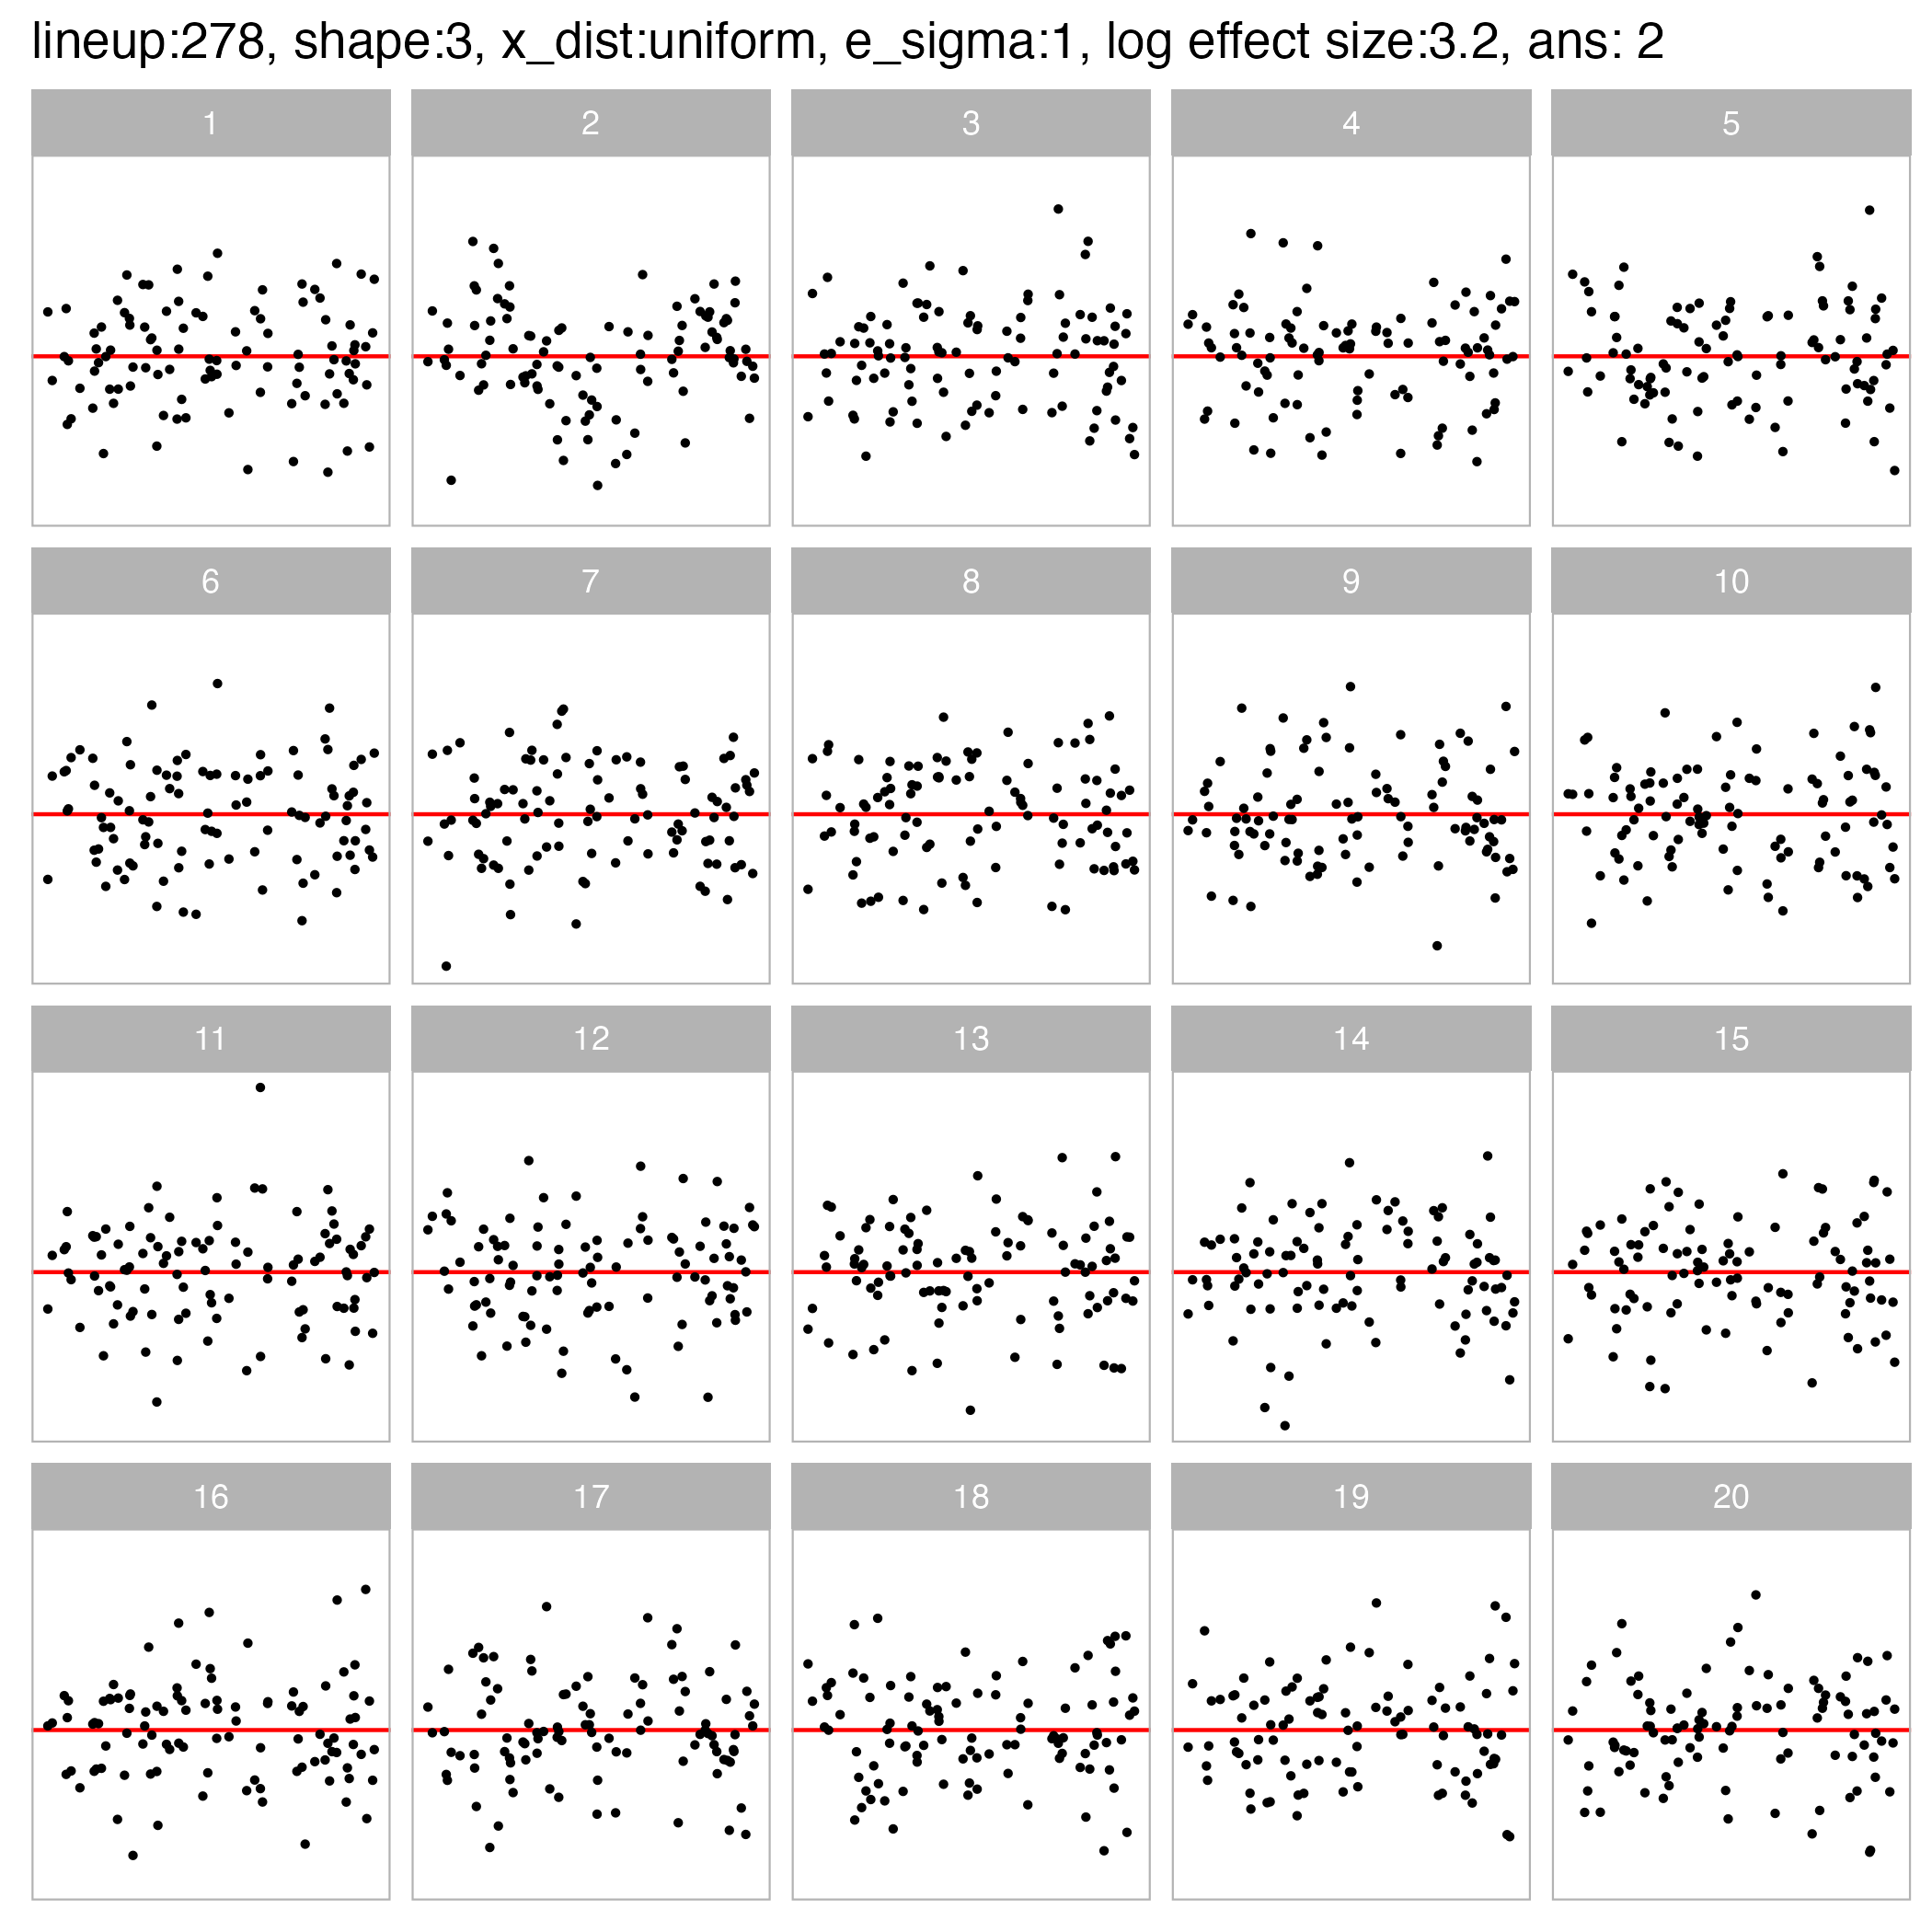 lineup:278, shape:3, x_dist:uniform, e_sigma:1, log effect size:3.2, ans: 2
1 2 3 4 5
6 7 8 9 10
11 12 13 14 15
16 17 18 19 20